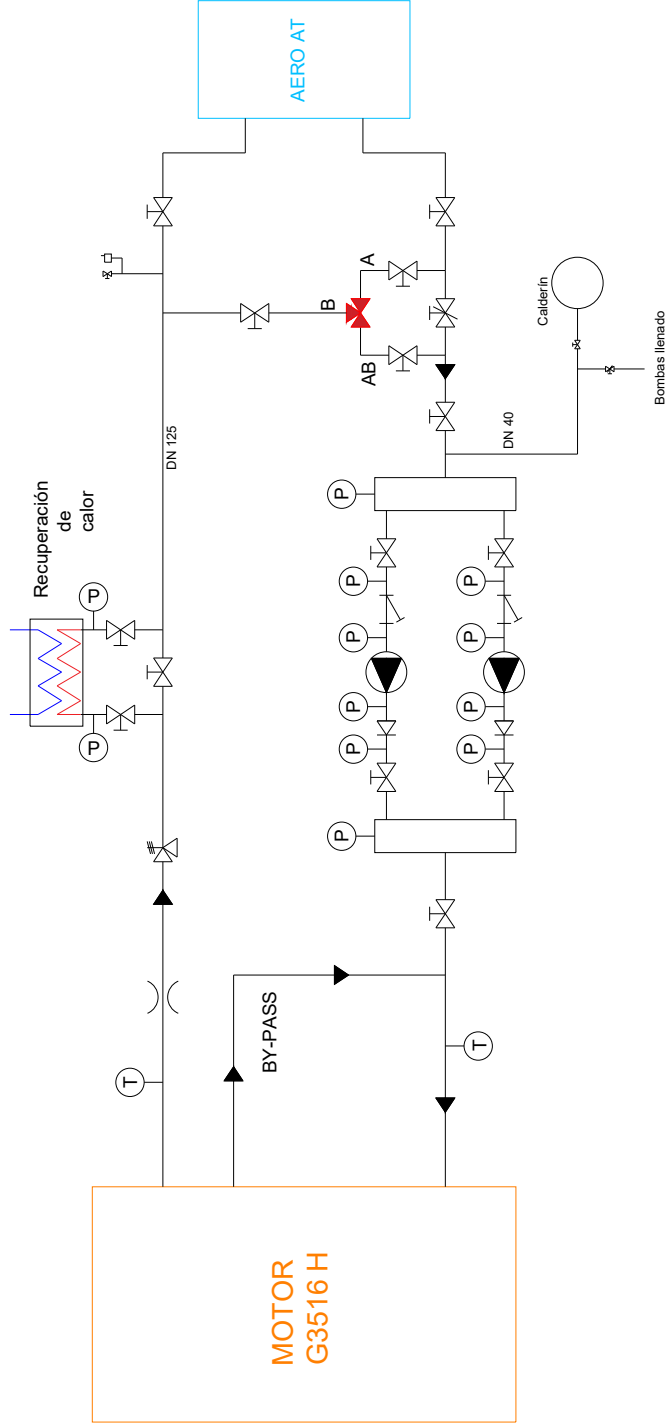 Recuperación
de
calor
P
P
T
DN 125
B
A
AB
AERO AT
BY-PASS
T
MOTOR
G3516 H
P
P
P
P
P
P
P
P
P
P
DN 40
Calderín
Bombas llenado